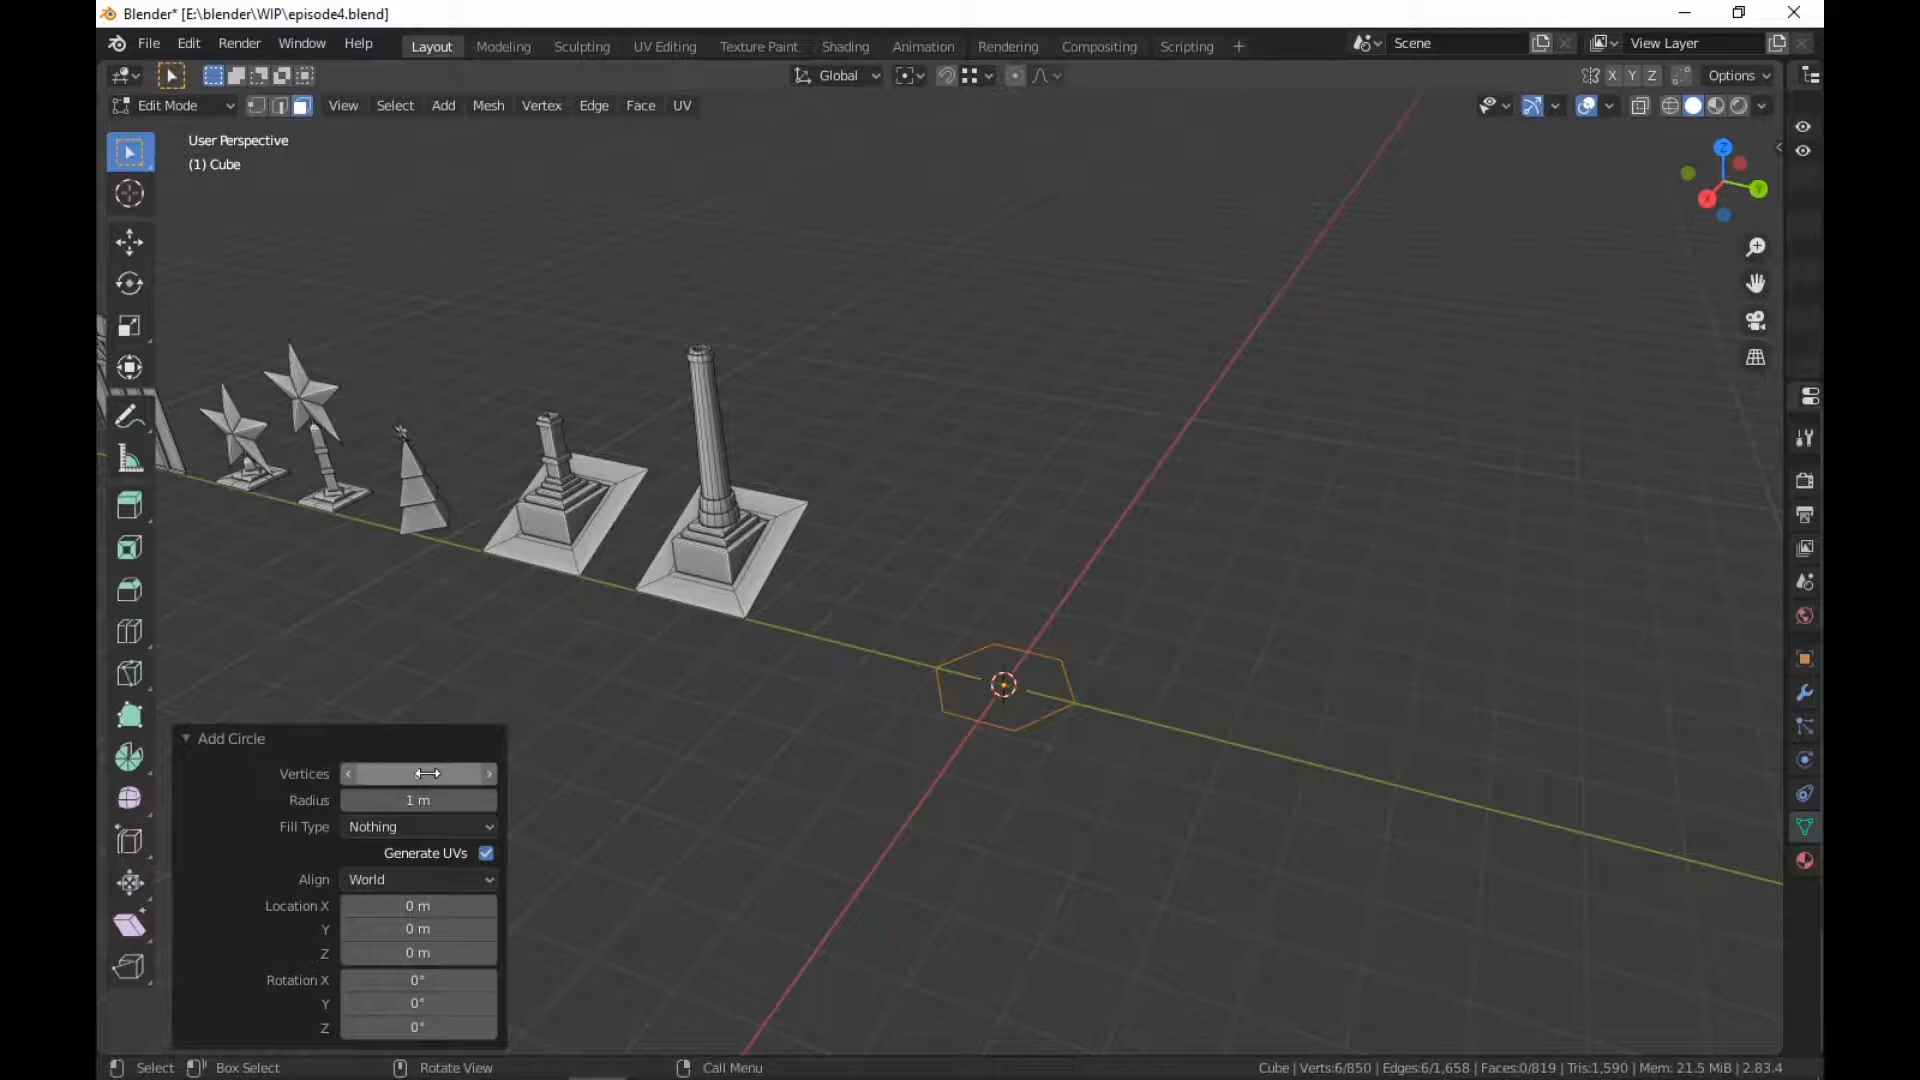 Blender* [E:\blender\WIP\episode4.blend]
File Edit Render Window Help Layout Modeling Sculpting UV Editing Texture Paint Shading Animation Rendering Compositing Scripting + Scene View Layer
Global X Y Z Options
Edit Mode View Select Add Mesh Vertex Edge Face UV
User Perspective
(1) Cube
Z
Y
X
Add Circle
Vertices
Radius 1 m
Fill Type Nothing
Generate UVs
Align World
Location X 0 m
Y 0 m
Z 0 m
Rotation X 0°
Y 0°
Z 0°
Select Box Select Rotate View Call Menu Cube | Verts:6/850 | Edges:6/1,658 | Faces:0/819 | Tris:1,590 | Mem: 21.5 MiB | 2.83.4